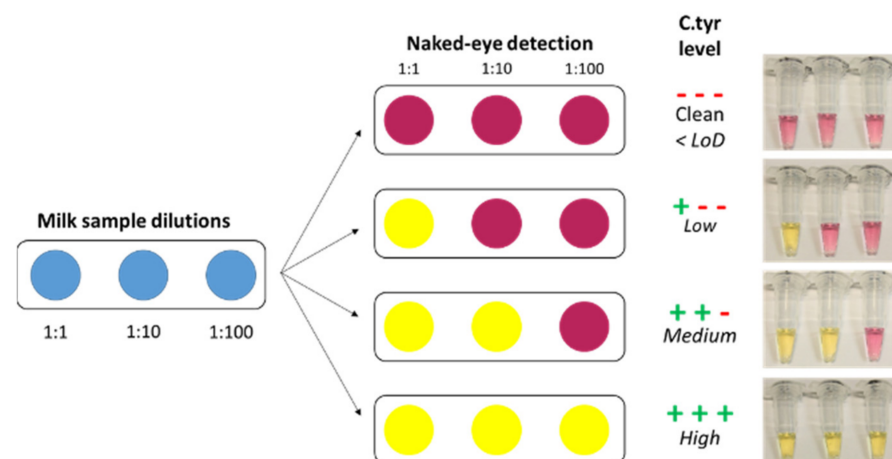 Naked-eye detection
1:1 1:10 1:100
C.tyr
level
- - -
Clean
< LoD
+ - -
Low
Milk sample dilutions
1:1 1:10 1:100
+ + -
Medium
+ + +
High